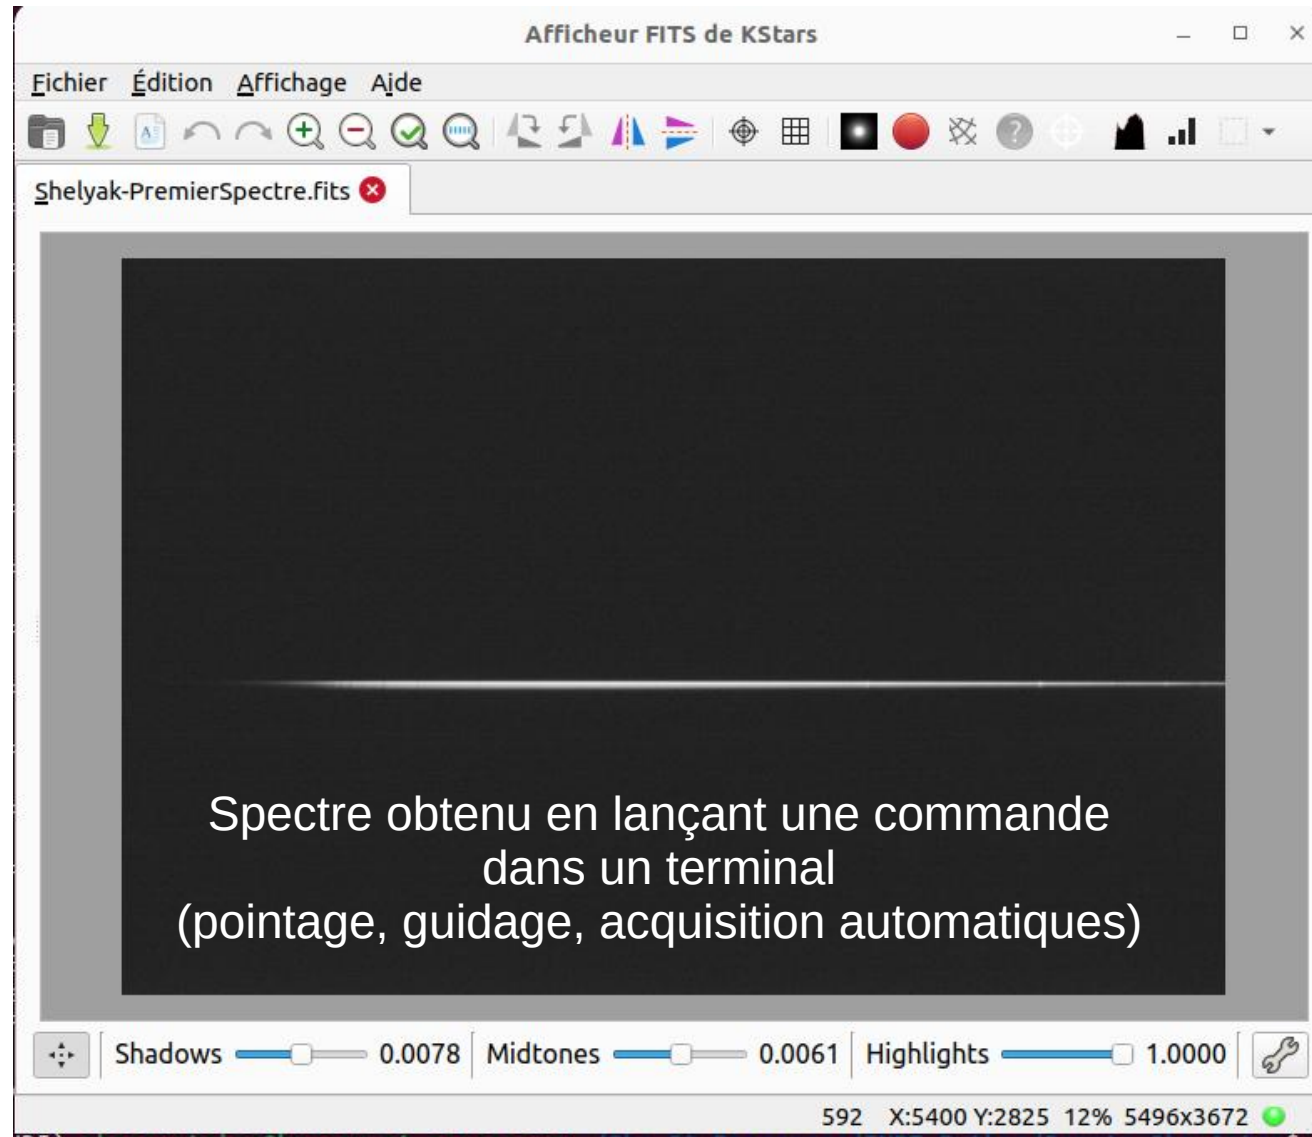 Afficheur FITS de KStars
Fichier Édition Affichage Aide
Shelyak-PremierSpectre.fits
Spectre obtenu en lançant une commande
dans un terminal
(pointage, guidage, acquisition automatiques)
Shadows 0.0078 Midtones 0.0061 Highlights 1.0000
592 X:5400 Y:2825 12% 5496x3672